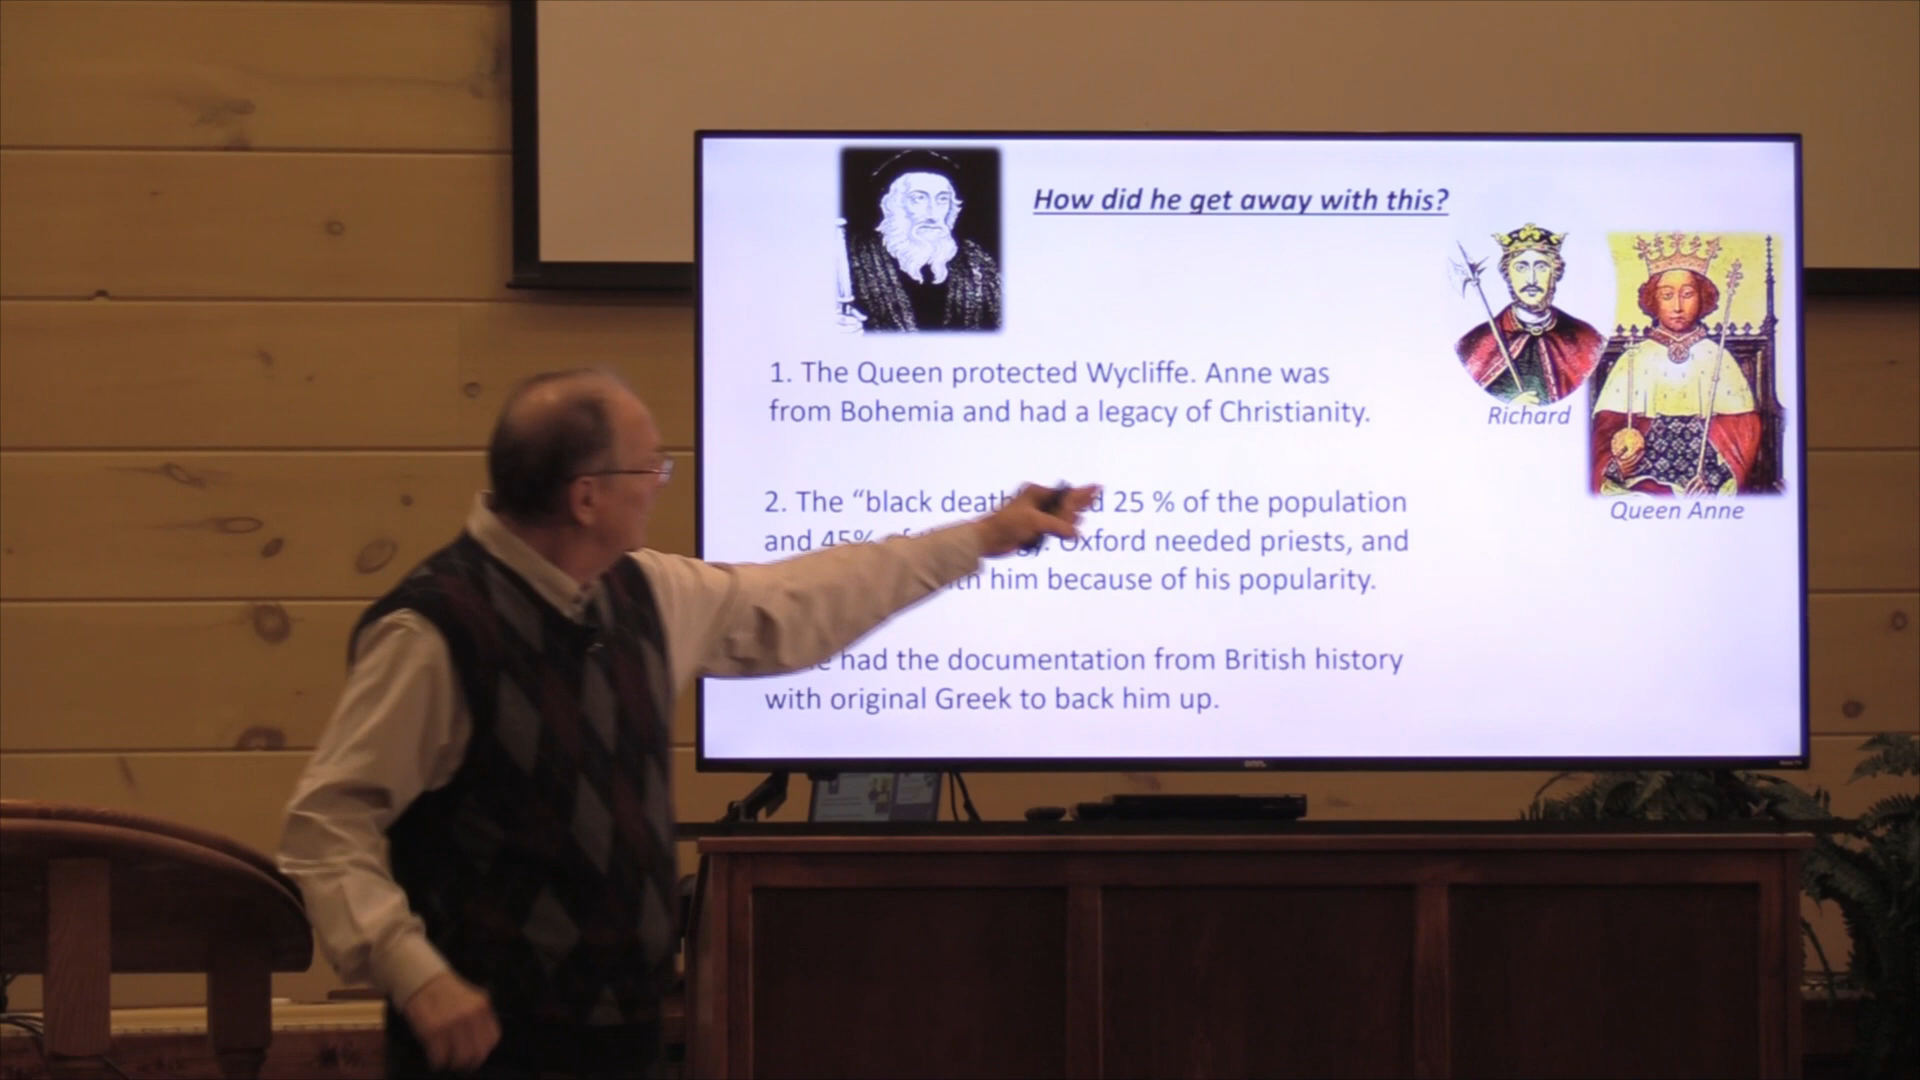 How did he get away with this?
1. The Queen protected Wycliffe. Anne was
from Bohemia and had a legacy of Christianity.
Richard
Queen Anne
2. The “black death 25 % of the population
and 45% Oxford needed priests, and
him because of his popularity.
had the documentation from British history
with original Greek to back him up.
onn.